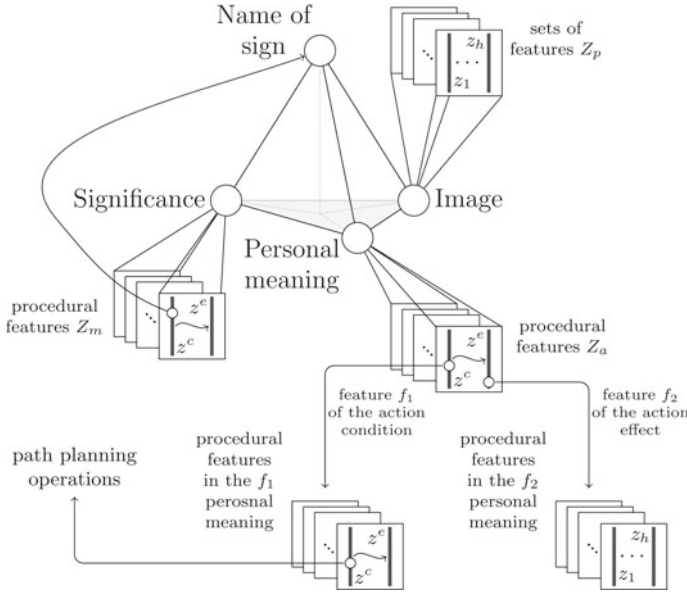 Name of
sign
z_h
. . .
z_1
sets of
features Z_p
Significance
Image
Personal
meaning
procedural
features Z_m
z^e
z^c
z^e
z^c
procedural
features Z_a
feature f_1
of the action
condition
feature f_2
of the action
effect
path planning
operations
procedural
features
in the f_1
perosnal
meaning
z^e
z^c
procedural
features
in the f_2
personal
meaning
z_h
. . .
z_1